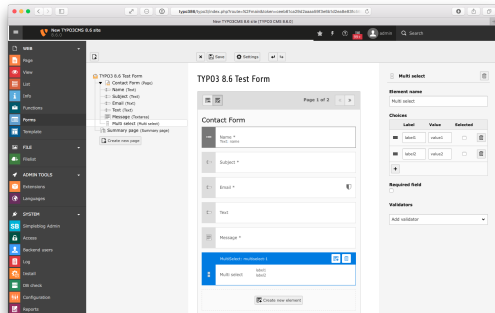 New TYPO3CMS 8.6 site [TYPO3 CMS 8.6.0]
New TYPO3CMS 8.6 site
8.6.0
admin
Search
WEB
Page
View
List
Info
Functions
Forms
Template
FILE
Filelist
ADMIN TOOLS
Extensions
Languages
SYSTEM
SB Simpleblog Admin
Access
Backend users
Log
Install
DB check
Configuration
Reports
Save
Settings
TYPO3 8.6 Test Form
Contact Form (Page)
Name (Text)
Subject (Text)
Email (Text)
Text (Text)
Message (Textarea)
Multi select (Multi select)
Summary page (Summary page)
Create new page
TYPO3 8.6 Test Form
Page 1 of 2
Contact Form
Name *
Subject *
Email *
Text
Message *
MultiSelect: multiselect-1
Multi select
label1
label2
Create new element
Multi select
Element name
Multi select
Choices
Label Value Selected
label1 value1
label2 value2
+
Required field
Validators
Add validator